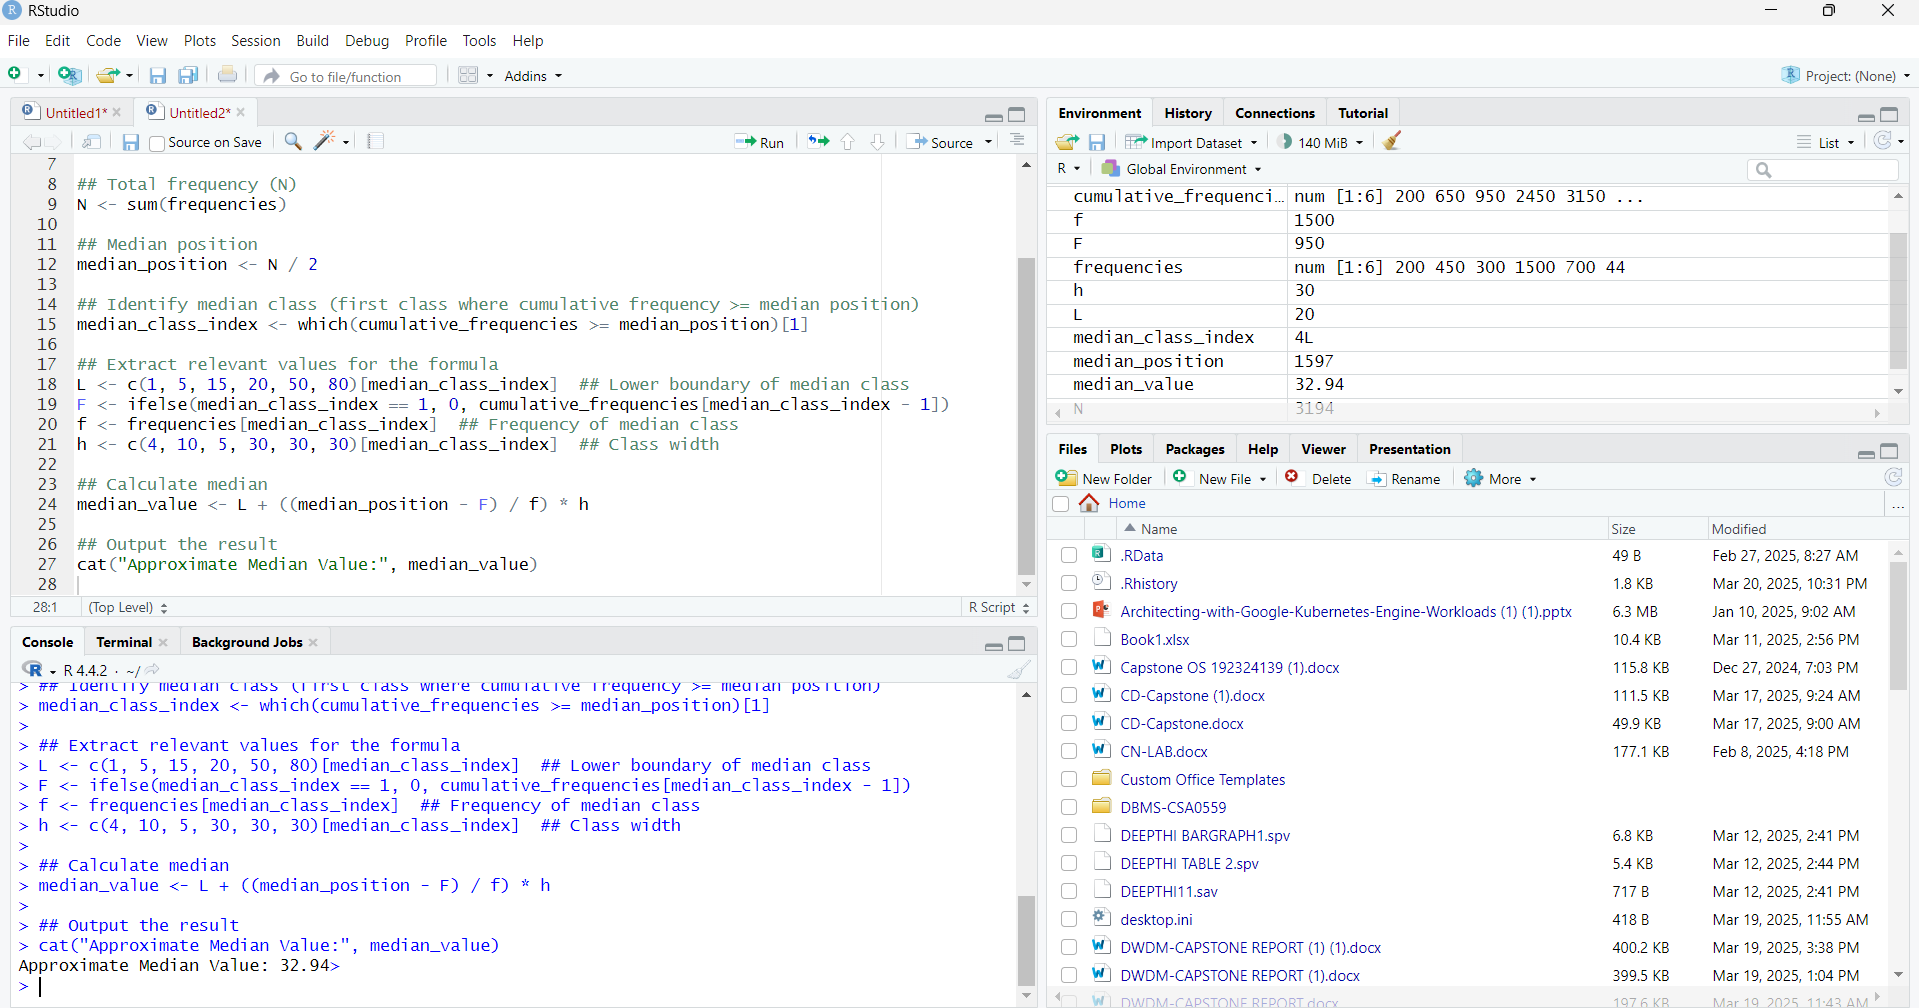 RStudio
File Edit Code View Plots Session Build Debug Profile Tools Help
Go to file/function Addins Project: (None)
Untitled1* Untitled2*
Source on Save Run Source
7
8 ## Total frequency (N)
9 N <- sum(frequencies)
10
11 ## Median position
12 median_position <- N / 2
13
14 ## Identify median class (first class where cumulative frequency >= median position)
15 median_class_index <- which(cumulative_frequencies >= median_position)[1]
16
17 ## Extract relevant values for the formula
18 L <- c(1, 5, 15, 20, 50, 80)[median_class_index]  ## Lower boundary of median class
19 F <- ifelse(median_class_index == 1, 0, cumulative_frequencies[median_class_index - 1])
20 f <- frequencies[median_class_index]  ## Frequency of median class
21 h <- c(4, 10, 5, 30, 30, 30)[median_class_index]  ## Class width
22
23 ## Calculate median
24 median_value <- L + ((median_position - F) / f) * h
25
26 ## Output the result
27 cat("Approximate Median Value:", median_value)
28
28:1 (Top Level) R Script
Console Terminal Background Jobs
R 4.4.2 · ~/
> ## Identify median class (first class where cumulative frequency >= median position)
> median_class_index <- which(cumulative_frequencies >= median_position)[1]
>
> ## Extract relevant values for the formula
> L <- c(1, 5, 15, 20, 50, 80)[median_class_index]  ## Lower boundary of median class
> F <- ifelse(median_class_index == 1, 0, cumulative_frequencies[median_class_index - 1])
> f <- frequencies[median_class_index]  ## Frequency of median class
> h <- c(4, 10, 5, 30, 30, 30)[median_class_index]  ## Class width
>
> ## Calculate median
> median_value <- L + ((median_position - F) / f) * h
>
> ## Output the result
> cat("Approximate Median Value:", median_value)
Approximate Median Value: 32.94>
>
Environment History Connections Tutorial
Import Dataset 140 MiB List
R Global Environment
cumulative_frequenci... num [1:6] 200 650 950 2450 3150 ...
f 1500
F 950
frequencies num [1:6] 200 450 300 1500 700 44
h 30
L 20
median_class_index 4L
median_position 1597
median_value 32.94
N 3194
Files Plots Packages Help Viewer Presentation
New Folder New File Delete Rename More
Home ...
Name Size Modified
.RData 49 B Feb 27, 2025, 8:27 AM
.Rhistory 1.8 KB Mar 20, 2025, 10:31 PM
Architecting-with-Google-Kubernetes-Engine-Workloads (1) (1).pptx 6.3 MB Jan 10, 2025, 9:02 AM
Book1.xlsx 10.4 KB Mar 11, 2025, 2:56 PM
Capstone OS 192324139 (1).docx 115.8 KB Dec 27, 2024, 7:03 PM
CD-Capstone (1).docx 111.5 KB Mar 17, 2025, 9:24 AM
CD-Capstone.docx 49.9 KB Mar 17, 2025, 9:00 AM
CN-LAB.docx 177.1 KB Feb 8, 2025, 4:18 PM
Custom Office Templates
DBMS-CSA0559
DEEPTHI BARGRAPH1.spv 6.8 KB Mar 12, 2025, 2:41 PM
DEEPTHI TABLE 2.spv 5.4 KB Mar 12, 2025, 2:44 PM
DEEPTHI11.sav 717 B Mar 12, 2025, 2:41 PM
desktop.ini 418 B Mar 19, 2025, 11:55 AM
DWDM-CAPSTONE REPORT (1) (1).docx 400.2 KB Mar 19, 2025, 3:38 PM
DWDM-CAPSTONE REPORT (1).docx 399.5 KB Mar 19, 2025, 1:04 PM
DWDM-CAPSTONE REPORT.docx 197.6 KB Mar 19, 2025, 11:43 AM